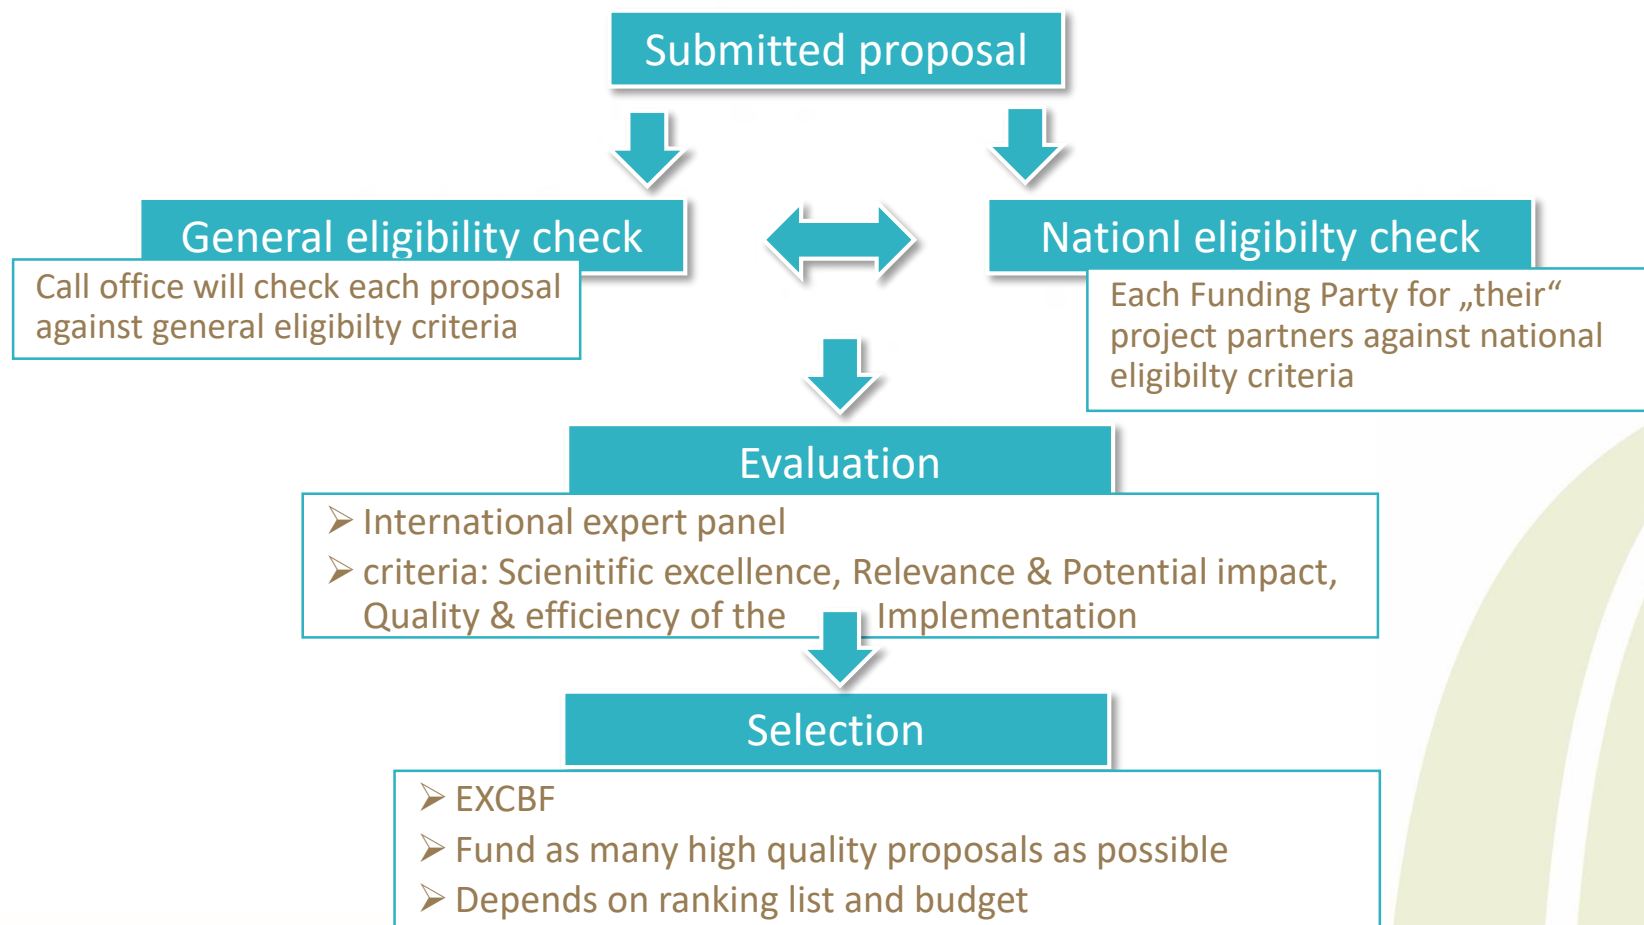 Submitted proposal
General eligibility check
Call office will check each proposal
against general eligibilty criteria
Nationl eligibilty check
Each Funding Party for „their“
project partners against national
eligibilty criteria
Evaluation
➢ International expert panel
➢ criteria: Scienitific excellence, Relevance & Potential impact,
Quality & efficiency of the Implementation
Selection
➢ EXCBF
➢ Fund as many high quality proposals as possible
➢ Depends on ranking list and budget